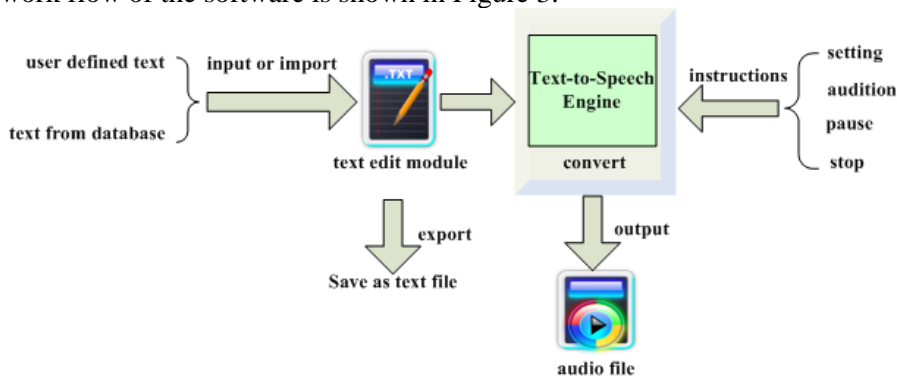 work flow of the software is shown in Figure 3.
user defined text
input or import
text from database
.TXT
text edit module
Text-to-Speech
Engine
convert
instructions
setting
audition
pause
stop
export
Save as text file
output
audio file